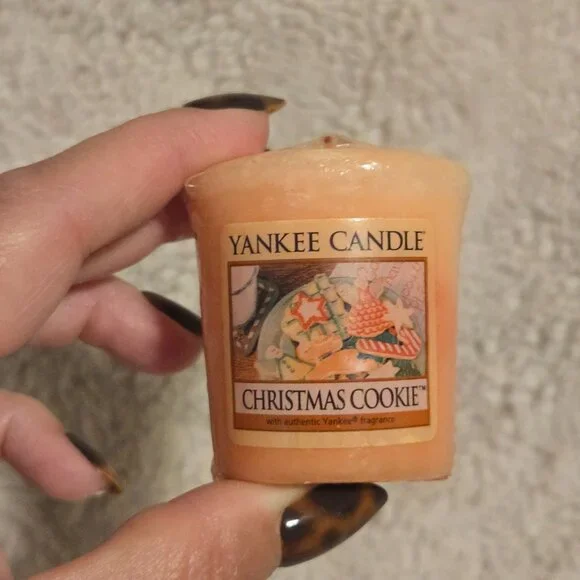 YANKEE CANDLE®
CHRISTMAS COOKIE™
with authentic Yankee® fragrance